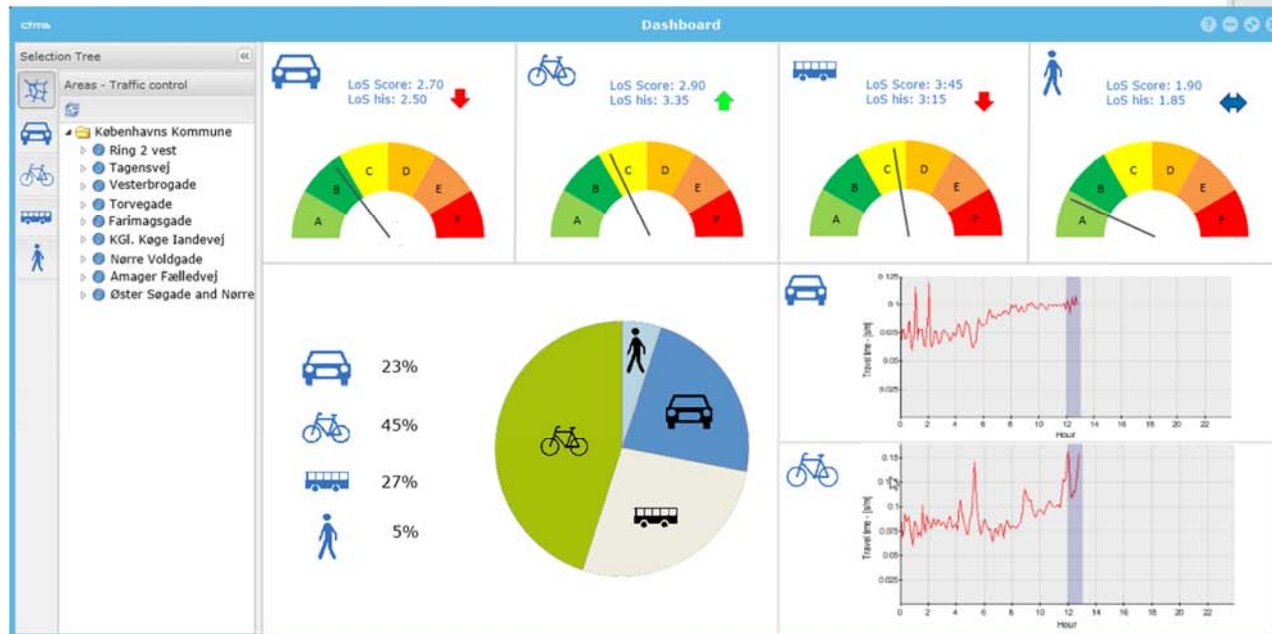 ctms
Dashboard
Selection Tree
Areas - Traffic control
Københavns Kommune
Ring 2 vest
Tagensvej
Vesterbrogade
Torvegade
Farimagsgade
KGl. Køge landevej
Nørre Voldgade
Amager Fælledvej
Øster Søgade and Nørre
LoS Score: 2.70
LoS his: 2.50
A
B
C
D
E
F
LoS Score: 2.90
LoS his: 3.35
A
B
C
D
E
F
LoS Score: 3:45
LoS his: 3:15
A
B
C
D
E
F
LoS Score: 1.90
LoS his: 1.85
A
B
C
D
E
F
23%
45%
27%
5%
0.125
0.1
0.075
0.05
0.025
Travel time - [s/m]
0 2 4 6 8 10 12 14 16 18 20 22
Hour
0.15
0.1
0.075
0.05
0.025
Travel time - [s/m]
0 2 4 6 8 10 12 14 16 18 20 22
Hour